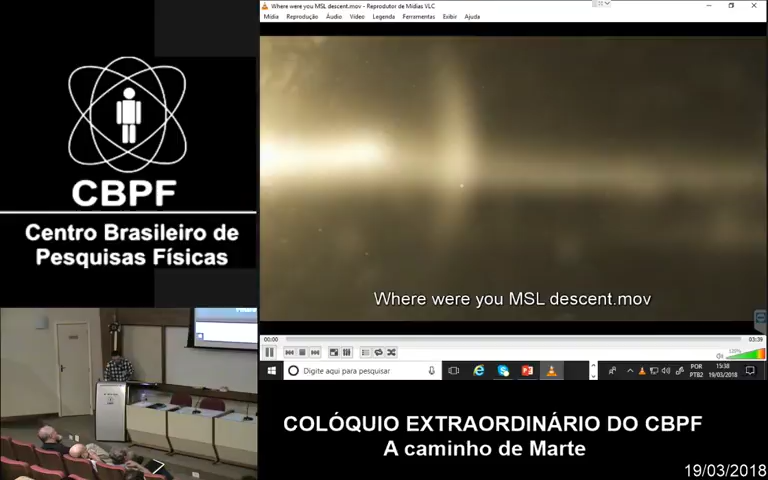 CBPF
Centro Brasileiro de
Pesquisas Físicas
Where were you MSL descent.mov - Reprodutor de Mídias VLC
Mídia Reprodução Áudio Vídeo Legenda Ferramentas Exibir Ajuda
Where were you MSL descent.mov
00:00
03:39
120%
Digite aqui para pesquisar
POR
PTB2
15:38
19/03/2018
COLÓQUIO EXTRAORDINÁRIO DO CBPF
A caminho de Marte
19/03/2018